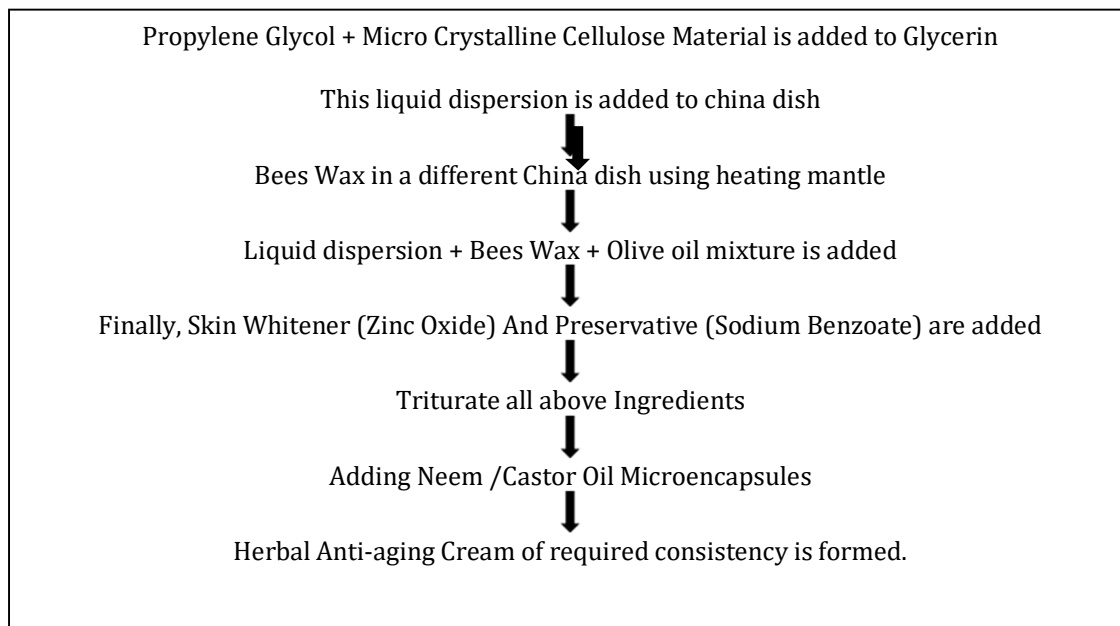 Propylene Glycol + Micro Crystalline Cellulose Material is added to Glycerin
This liquid dispersion is added to china dish
Bees Wax in a different China dish using heating mantle
Liquid dispersion + Bees Wax + Olive oil mixture is added
Finally, Skin Whitener (Zinc Oxide) And Preservative (Sodium Benzoate) are added
Triturate all above Ingredients
Adding Neem /Castor Oil Microencapsules
Herbal Anti-aging Cream of required consistency is formed.